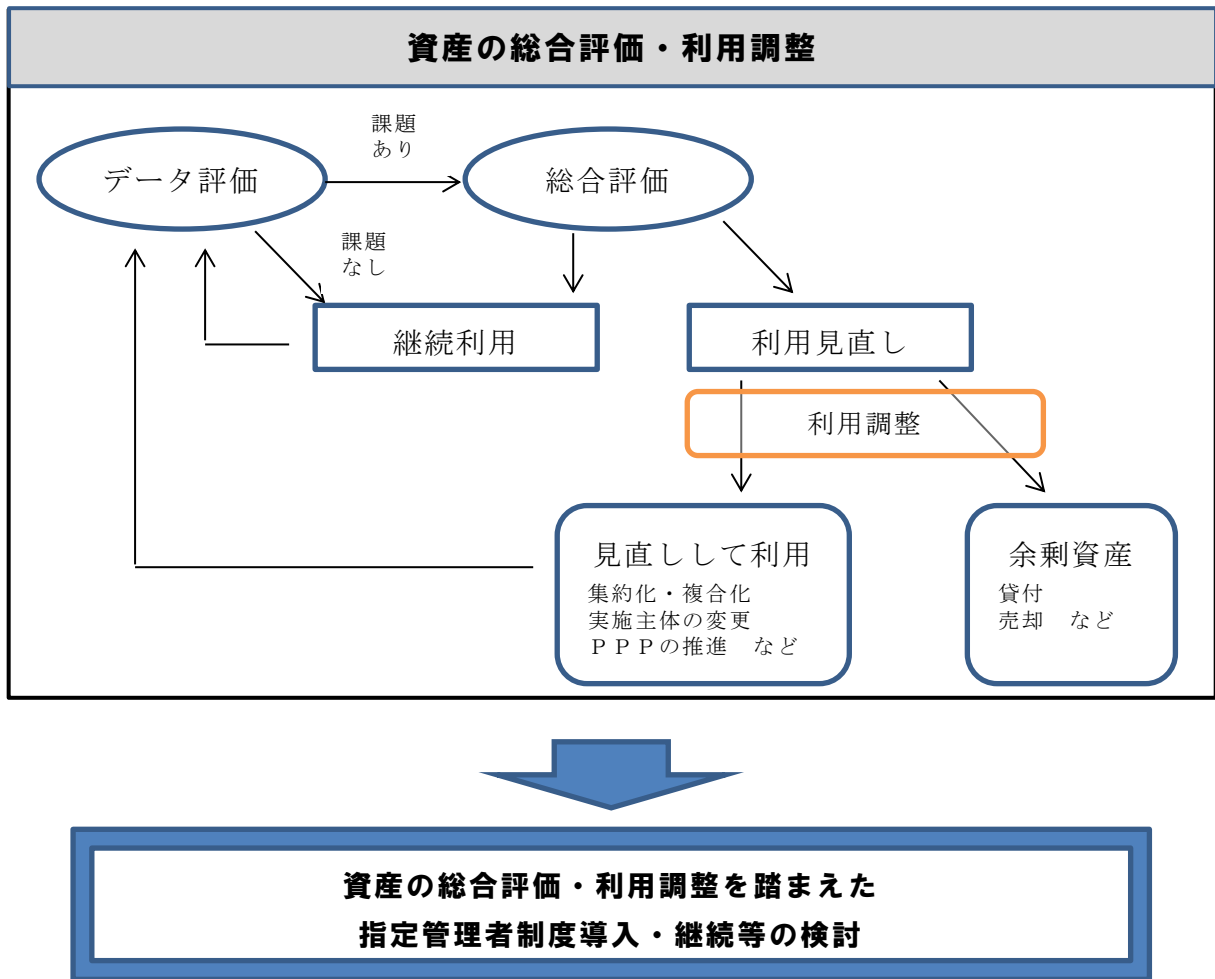 資産の総合評価・利用調整
課題
あり
データ評価
総合評価
課題
なし
継続利用
利用見直し
利用調整
見直しして利用
集約化・複合化
実施主体の変更
ＰＰＰの推進　など
余剰資産
貸付
売却　など
資産の総合評価・利用調整を踏まえた
指定管理者制度導入・継続等の検討